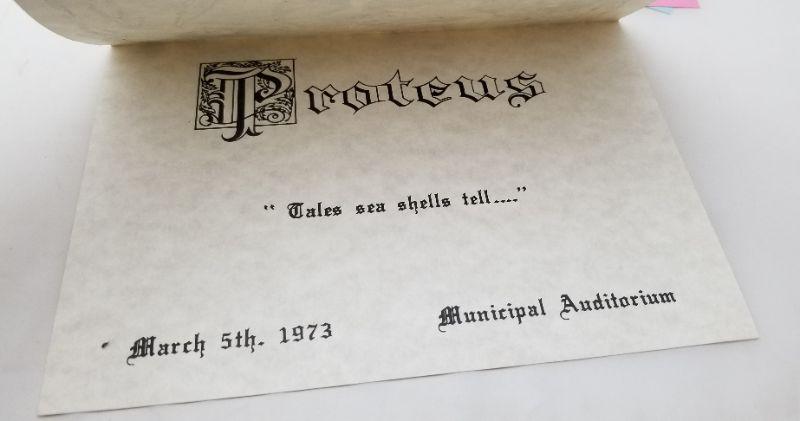 Proteus
“Tales sea shells tell....”
March 5th. 1973
Municipal Auditorium